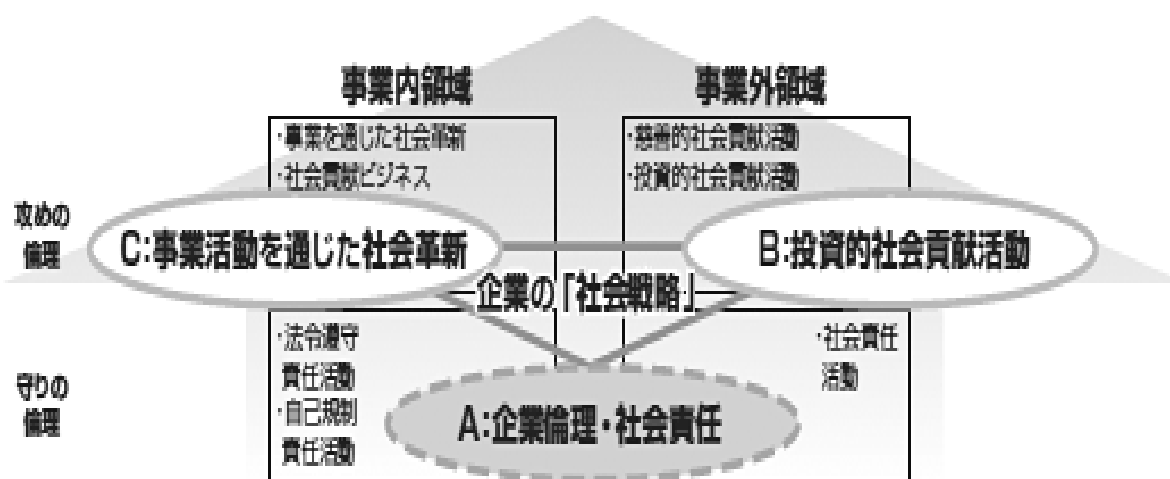 事業内領域
事業外領域
・事業を通じた社会革新
・社会貢献ビジネス
・慈善的社会貢献活動
・投資的社会貢献活動
攻めの
倫理
C:事業活動を通じた社会革新
B:投資的社会貢献活動
企業の「社会戦略」
守りの
倫理
・法令遵守
責任活動
・自己規制
責任活動
・社会責任
活動
A:企業倫理・社会責任